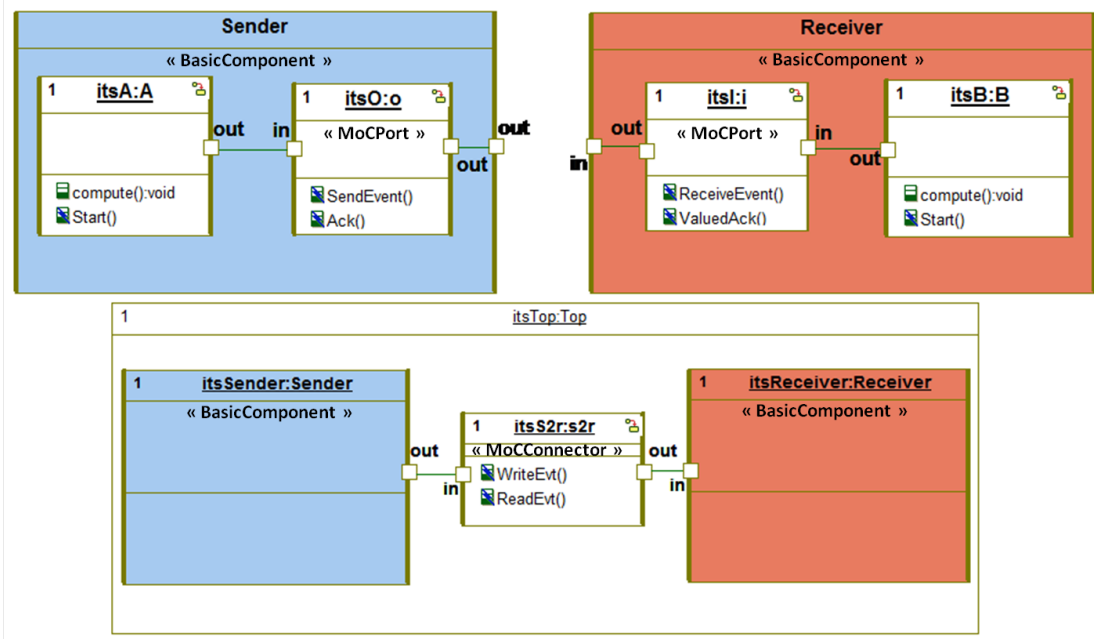 Sender
« BasicComponent »
1 itsA:A
compute():void
Start()
out
in
1 itsO:o
« MoCPort »
SendEvent()
Ack()
out
out
Receiver
« BasicComponent »
in
out
1 itsI:i
« MoCPort »
ReceiveEvent()
ValuedAck()
in
out
1 itsB:B
compute():void
Start()
1 itsTop:Top
1 itsSender:Sender
« BasicComponent »
out
in
1 itsS2r:s2r
« MoCConnector »
WriteEvt()
ReadEvt()
out
in
1 itsReceiver:Receiver
« BasicComponent »